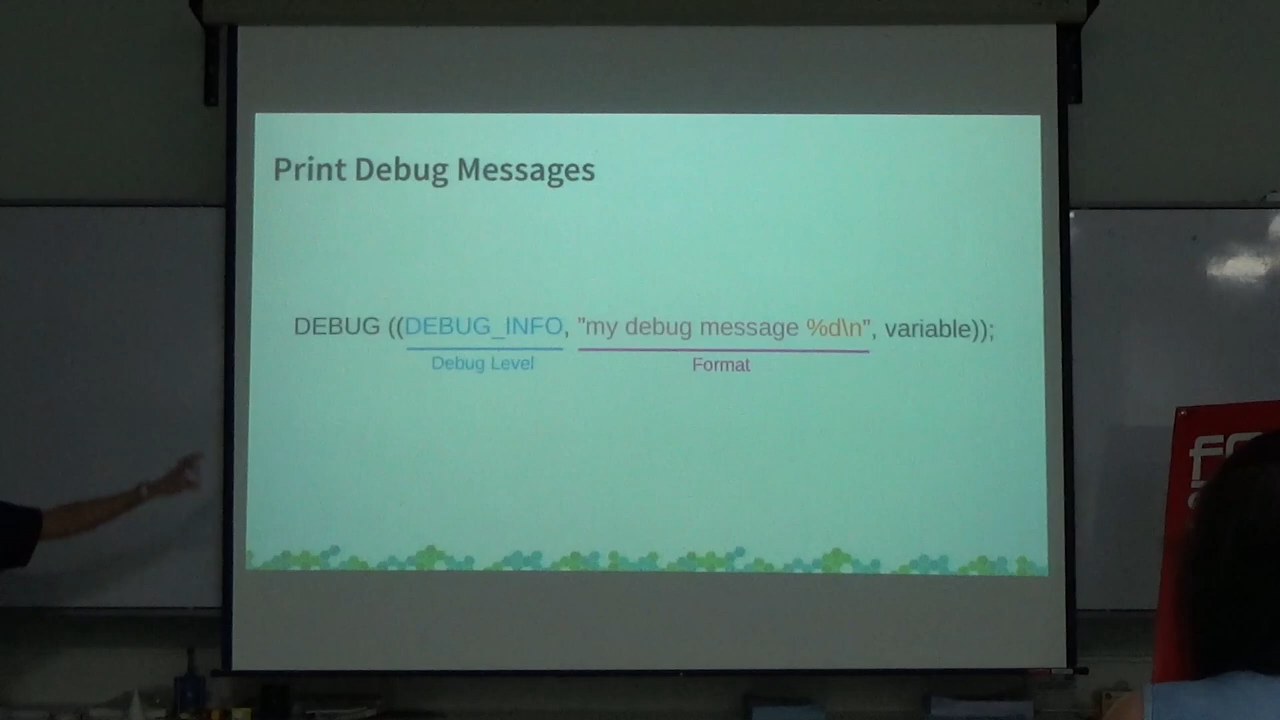 Print Debug Messages
DEBUG ((DEBUG_INFO, "my debug message %d\n", variable));
Debug Level
Format